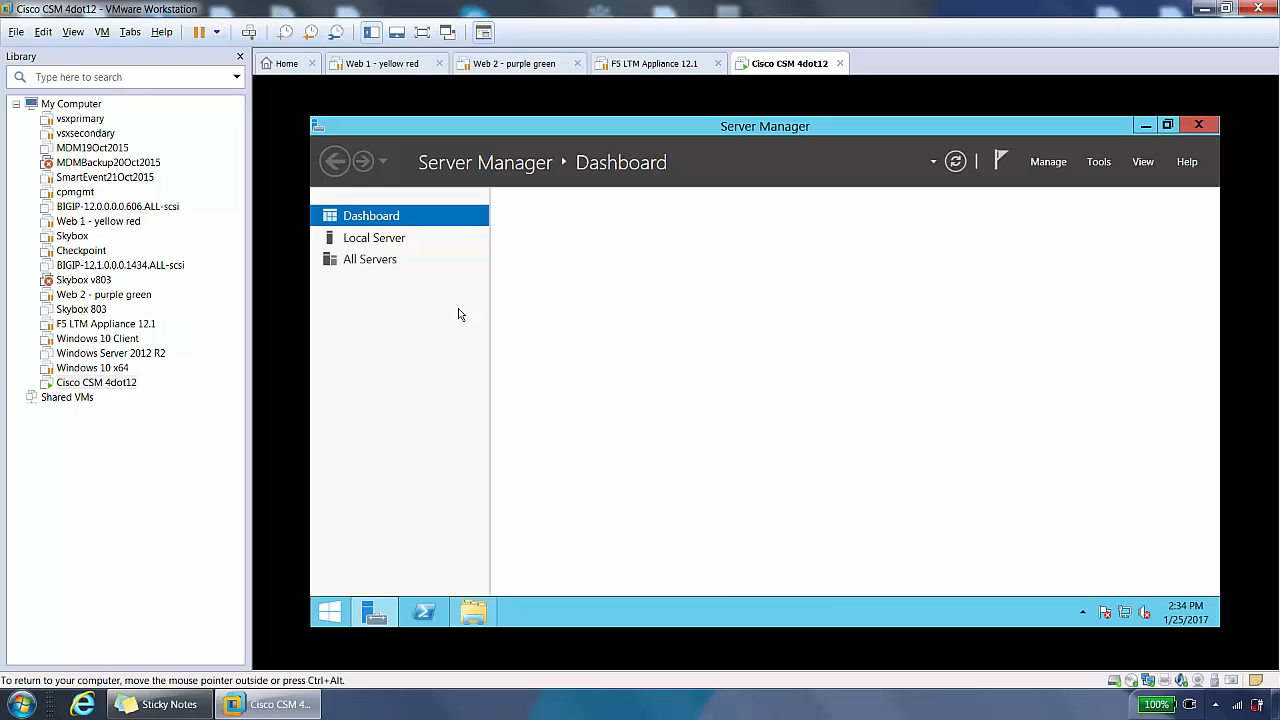 Cisco CSM 4dot12 - VMware Workstation
File Edit View VM Tabs Help
Library
Type here to search
My Computer
vsxprimary
vsxsecondary
MDM19Oct2015
MDMBackup20Oct2015
SmartEvent21Oct2015
cpmgmt
BIGIP-12.0.0.0.606.ALL-scsi
Web 1 - yellow red
Skybox
Checkpoint
BIGIP-12.1.0.0.1434.ALL-scsi
Skybox v803
Web 2 - purple green
Skybox 803
F5 LTM Appliance 12.1
Windows 10 Client
Windows Server 2012 R2
Windows 10 x64
Cisco CSM 4dot12
Shared VMs
Home Web 1 - yellow red Web 2 - purple green F5 LTM Appliance 12.1 Cisco CSM 4dot12
Server Manager
Server Manager Dashboard
Manage Tools View Help
Dashboard
Local Server
All Servers
2:34 PM
1/25/2017
To return to your computer, move the mouse pointer outside or press Ctrl+Alt.
Sticky Notes Cisco CSM 4... 100%